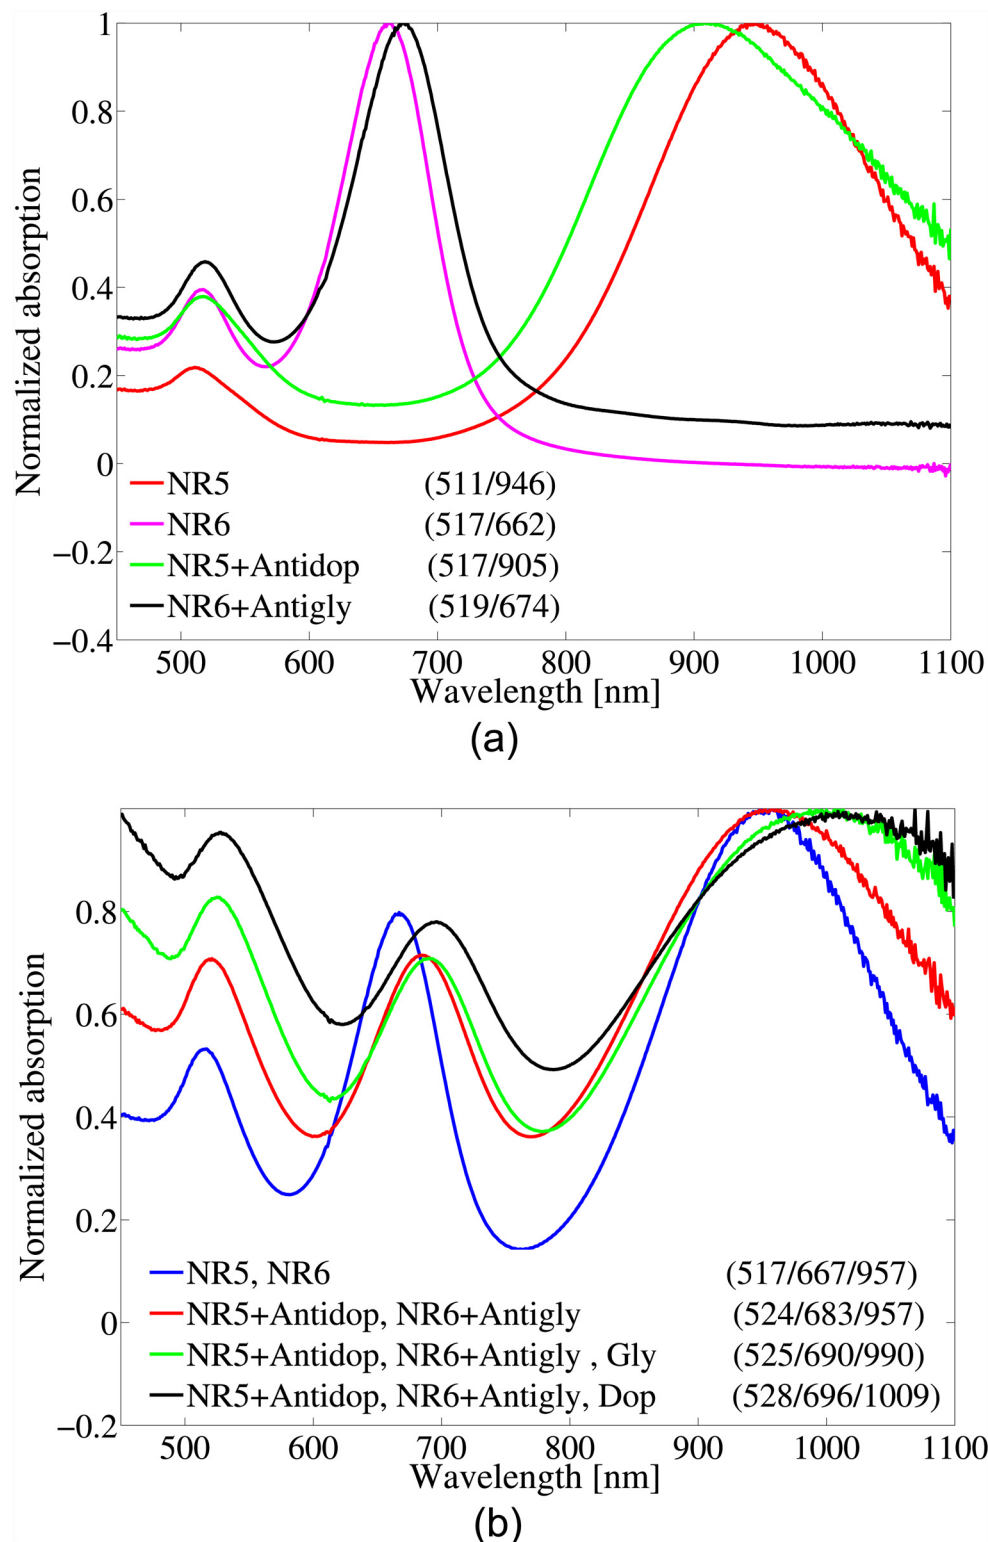 Normalized absorption
1
0.8
0.6
0.4
0.2
0
−0.2
−0.4
NR5 (511/946)
NR6 (517/662)
NR5+Antidop (517/905)
NR6+Antigly (519/674)
500 600 700 800 900 1000 1100
Wavelength [nm]
(a)
Normalized absorption
0.8
0.6
0.4
0.2
0
−0.2
NR5, NR6 (517/667/957)
NR5+Antidop, NR6+Antigly (524/683/957)
NR5+Antidop, NR6+Antigly , Gly (525/690/990)
NR5+Antidop, NR6+Antigly, Dop (528/696/1009)
500 600 700 800 900 1000 1100
Wavelength [nm]
(b)